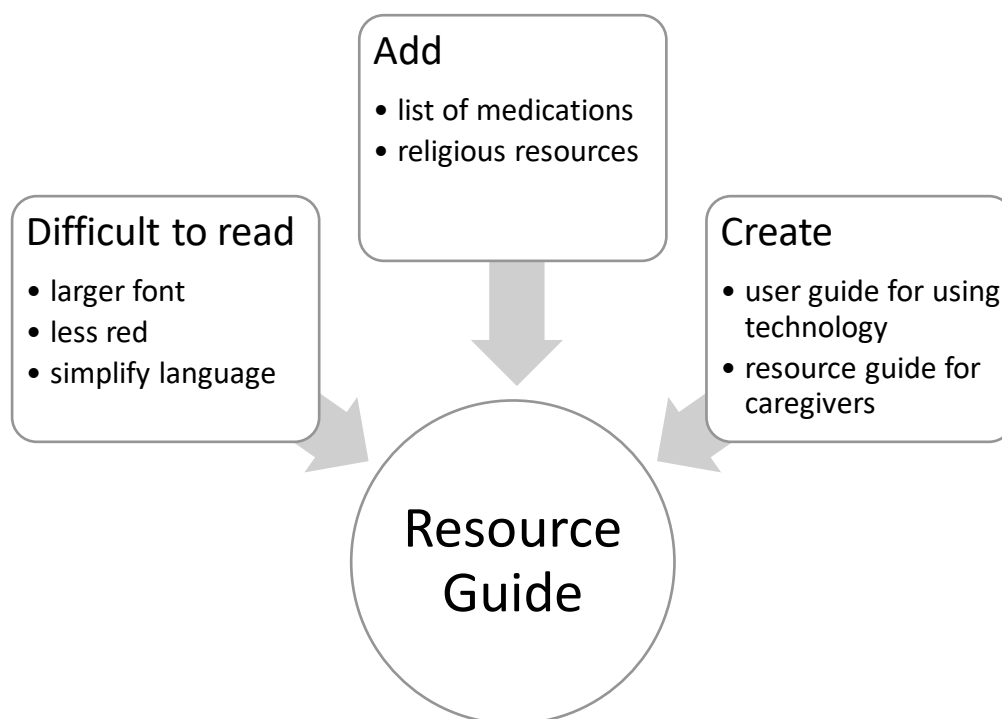 Add
• list of medications
• religious resources
Difficult to read
• larger font
• less red
• simplify language
Create
• user guide for using
technology
• resource guide for
caregivers
Resource
Guide